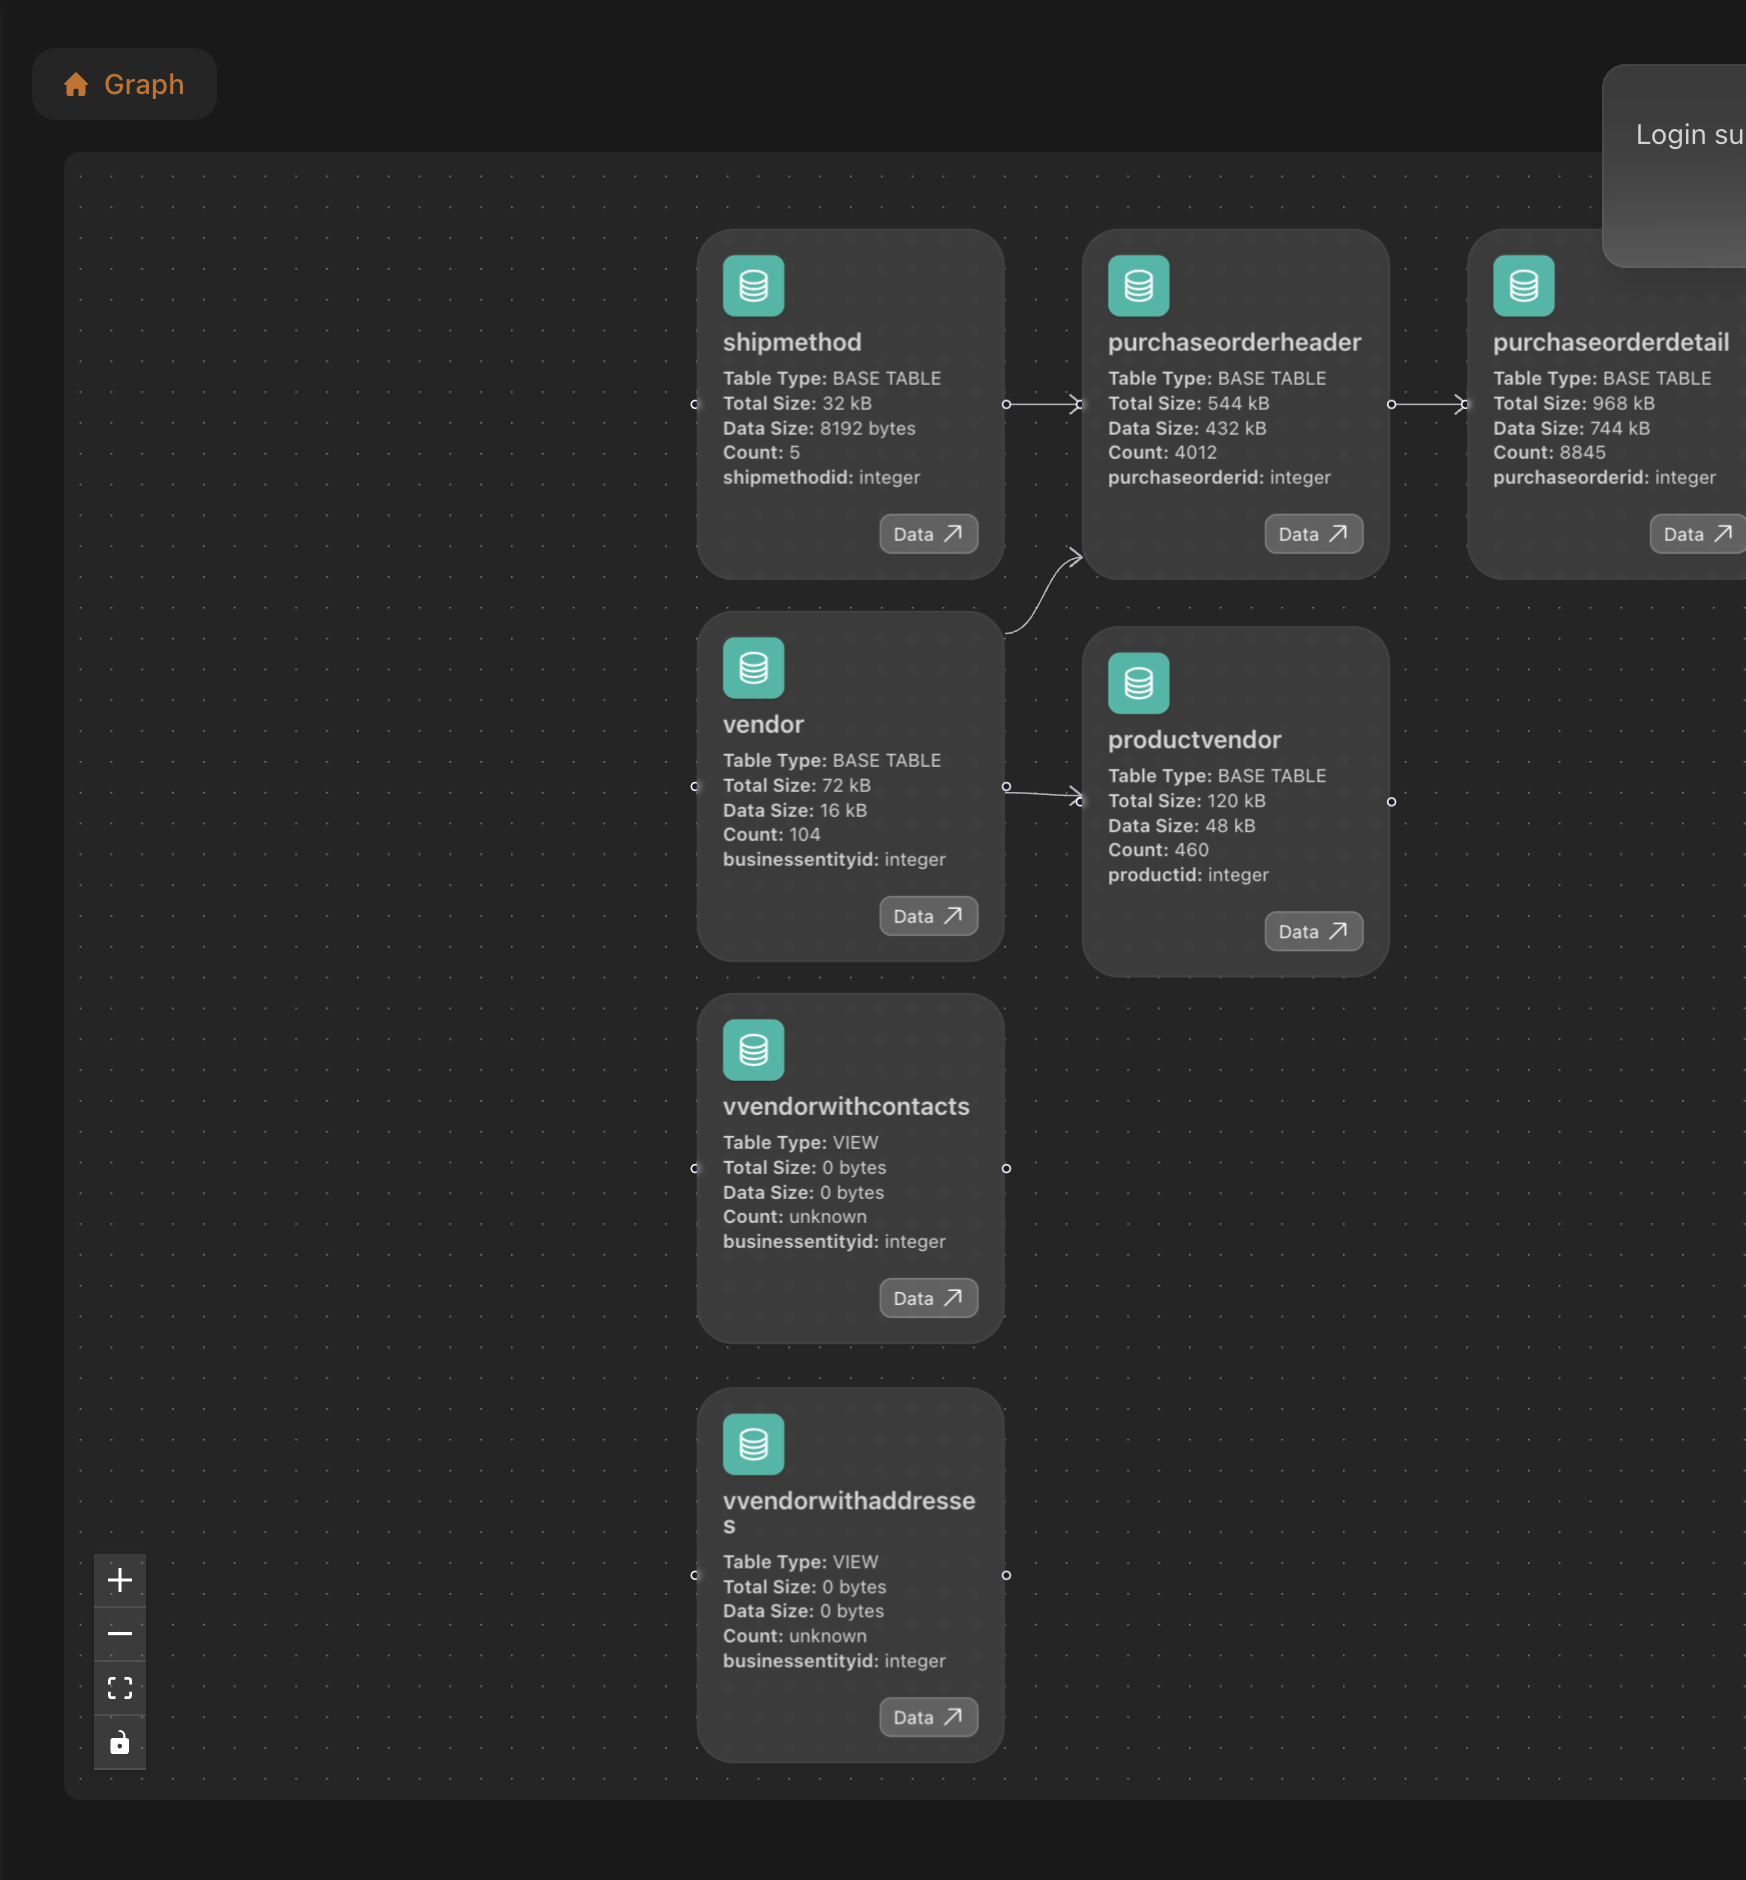 Graph
Login su
shipmethod
Table Type: BASE TABLE
Total Size: 32 kB
Data Size: 8192 bytes
Count: 5
shipmethodid: integer
Data
purchaseorderheader
Table Type: BASE TABLE
Total Size: 544 kB
Data Size: 432 kB
Count: 4012
purchaseorderid: integer
Data
purchaseorderdetail
Table Type: BASE TABLE
Total Size: 968 kB
Data Size: 744 kB
Count: 8845
purchaseorderid: integer
Data
vendor
Table Type: BASE TABLE
Total Size: 72 kB
Data Size: 16 kB
Count: 104
businessentityid: integer
Data
productvendor
Table Type: BASE TABLE
Total Size: 120 kB
Data Size: 48 kB
Count: 460
productid: integer
Data
vvendorwithcontacts
Table Type: VIEW
Total Size: 0 bytes
Data Size: 0 bytes
Count: unknown
businessentityid: integer
Data
vvendorwithaddresse
s
Table Type: VIEW
Total Size: 0 bytes
Data Size: 0 bytes
Count: unknown
businessentityid: integer
Data